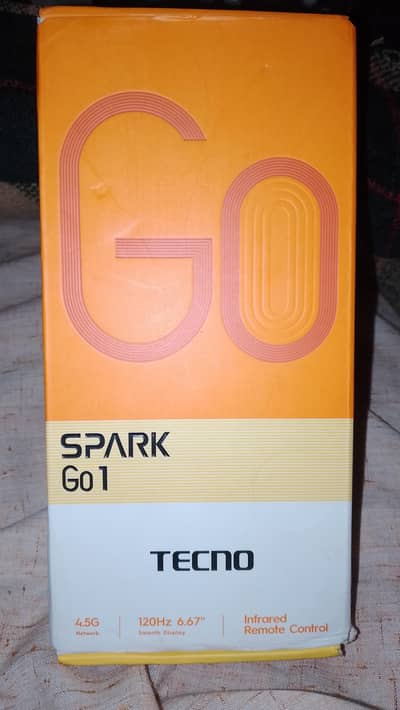 Go
SPARK
Go 1
TECNO
4.5G
Network
120Hz 6.67"
Smooth Display
Infrared
Remote Control